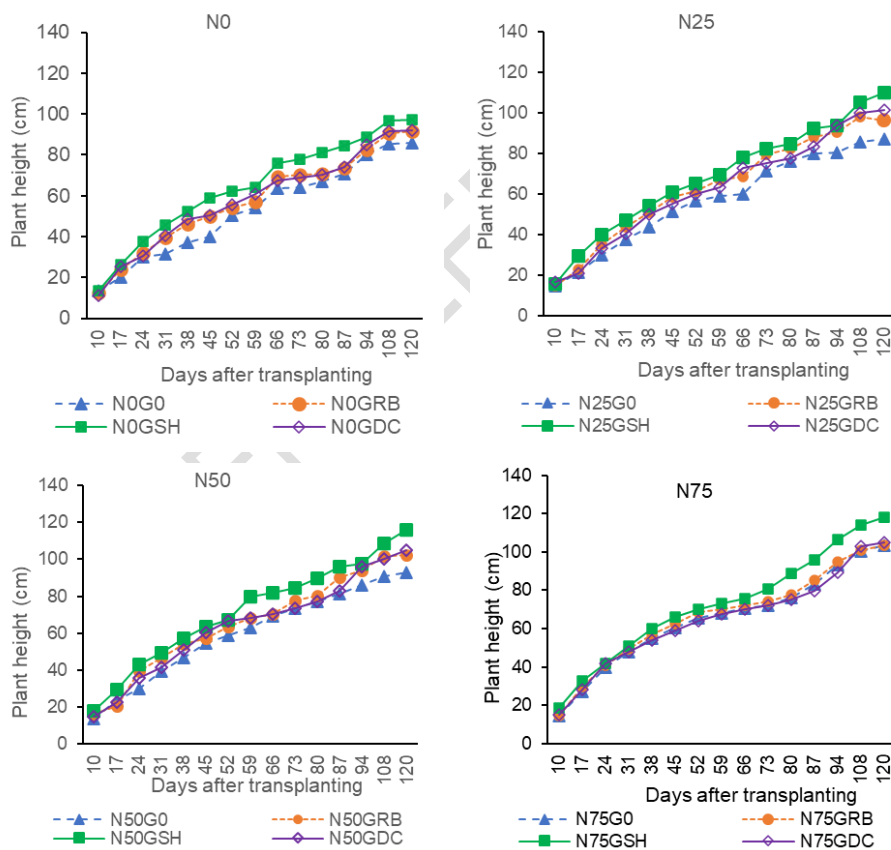 N0
Plant height (cm)
140
120
100
80
60
40
20
0
10 17 24 31 38 45 52 59 66 73 80 87 94 108 120
Days after transplanting
N0G0 N0GRB
N0GSH N0GDC
N25
Plant height (cm)
140
120
100
80
60
40
20
0
10 17 24 31 38 45 52 59 66 73 80 87 94 108 120
Days after transplanting
N25G0 N25GRB
N25GSH N25GDC
N50
Plant height (cm)
140
120
100
80
60
40
20
0
10 17 24 31 38 45 52 59 66 73 80 87 94 108 120
Days after transplanting
N50G0 N50GRB
N50GSH N50GDC
N75
Plant height (cm)
140
120
100
80
60
40
20
0
10 17 24 31 38 45 52 59 66 73 80 87 94 108 120
Days after transplanting
N75G0 N75GRB
N75GSH N75GDC